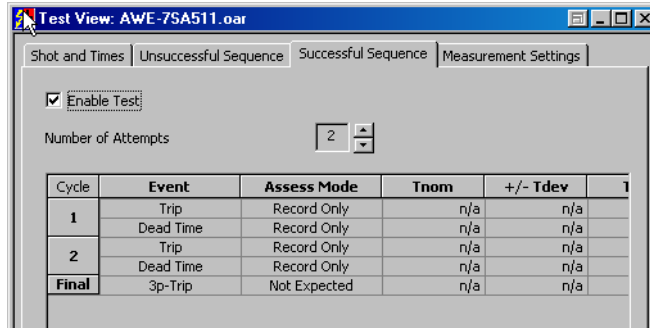 Test View: AWE-7SA511.oar
Shot and Times Unsuccessful Sequence Successful Sequence Measurement Settings
Enable Test
Number of Attempts 2
Cycle Event Assess Mode Tnom +/- Tdev
1 Trip Record Only n/a n/a
Dead Time Record Only n/a n/a
2 Trip Record Only n/a n/a
Dead Time Record Only n/a n/a
Final 3p-Trip Not Expected n/a n/a